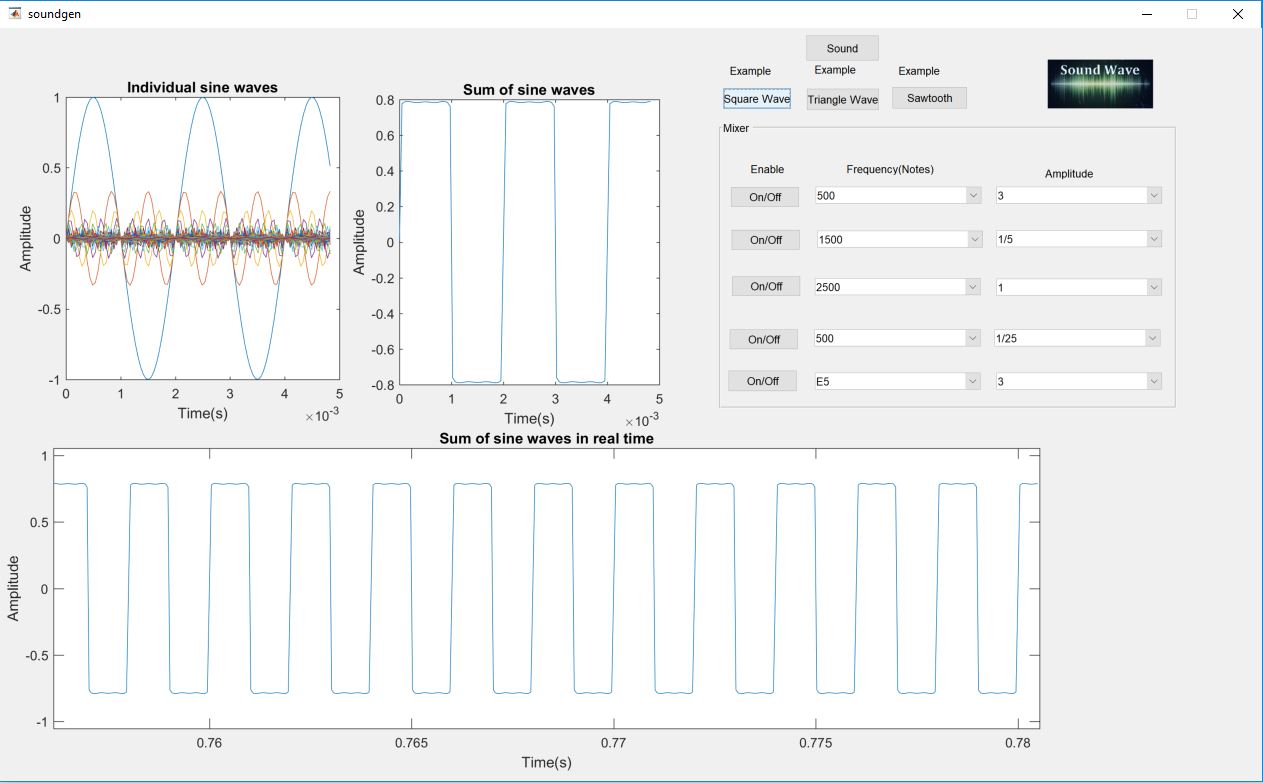 soundgen
Sound
Example Example Example
Square Wave Triangle Wave Sawtooth
Sound Wave
Individual sine waves
1
0.5
0
-0.5
-1
Amplitude
0 1 2 3 4 5
Time(s)
×10-3
Sum of sine waves
0.8
0.6
0.4
0.2
0
-0.2
-0.4
-0.6
-0.8
Amplitude
0 1 2 3 4 5
Time(s)
×10-3
Mixer
Enable Frequency(Notes) Amplitude
On/Off 500 3
On/Off 1500 1/5
On/Off 2500 1
On/Off 500 1/25
On/Off E5 3
Sum of sine waves in real time
1
0.5
0
-0.5
-1
Amplitude
0.76 0.765 0.77 0.775 0.78
Time(s)